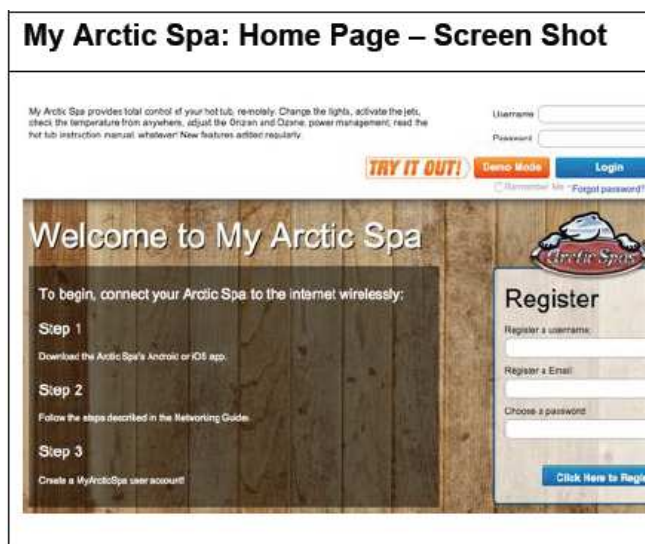 My Arctic Spa: Home Page – Screen Shot
My Arctic Spa provides total control of your hot tub, remotely. Change the lights, activate the jets,
check the temperature from anywhere, adjust the Onzen and Ozone, power management, read the
hot tub instruction manual, whatever! New features added regularly.
Username
Password
TRY IT OUT!
Demo Mode
Login
Remember Me
Forgot password?
Welcome to My Arctic Spa
Arctic Spas
To begin, connect your Arctic Spa to the internet wirelessly:
Step 1
Download the Arctic Spa's Android or iOS app.
Step 2
Follow the steps described in the Networking Guide.
Step 3
Create a MyArcticSpa user account!
Register
Register a username:
Register a Email:
Choose a password:
Click Here to Regis